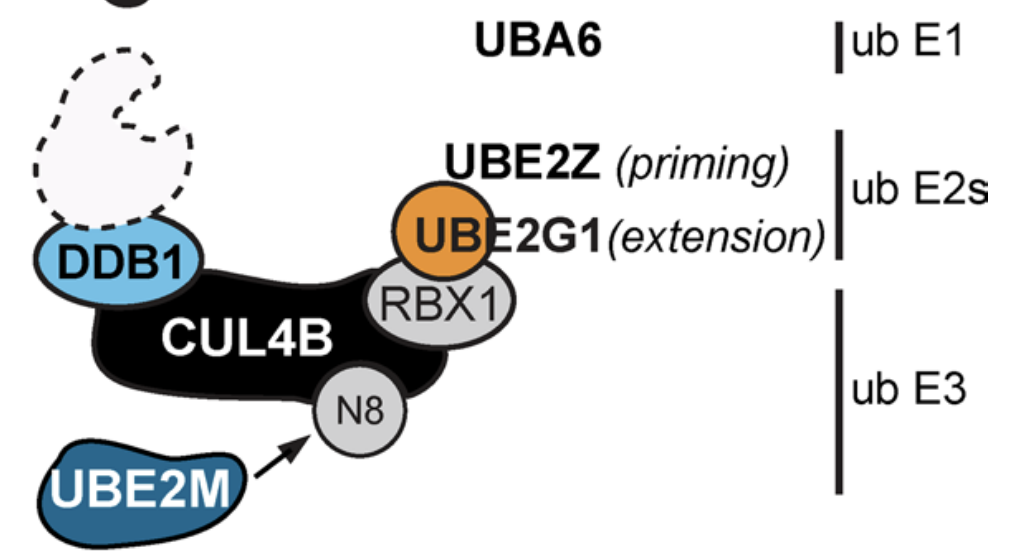 UBA6
ub E1
UBE2Z (priming)
ub E2s
UBE2G1 (extension)
DDB1
RBX1
CUL4B
ub E3
N8
UBE2M